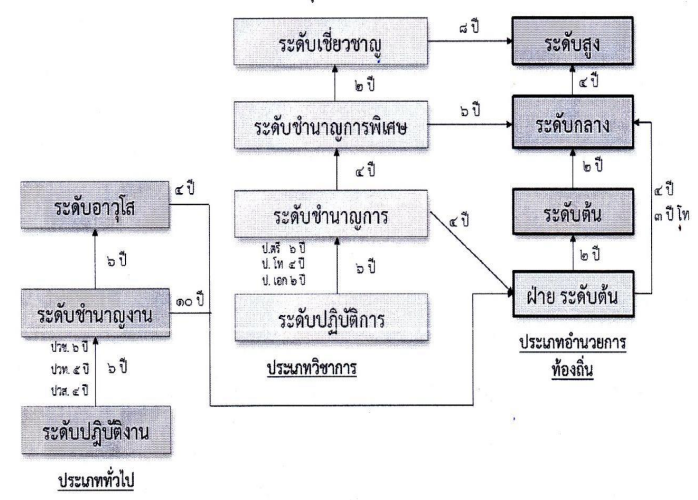 ระดับเชี่ยวชาญ
๘ ปี
ระดับสูง
๒ ปี
๔ ปี
ระดับชำนาญการพิเศษ
๖ ปี
ระดับกลาง
๔ ปี
๒ ปี
๔ ปี
๓ ปี โท
ระดับอาวุโส
๔ ปี
ระดับชำนาญการ
๔ ปี
ระดับต้น
๖ ปี
ป.ตรี ๖ ปี
ป. โท ๔ ปี
ป. เอก ๒ ปี
๖ ปี
๒ ปี
ระดับชำนาญงาน
๑๐ ปี
ระดับปฏิบัติการ
ฝ่าย ระดับต้น
ปวช. ๖ ปี
ปวท. ๕ ปี
ปวส. ๔ ปี
๖ ปี
ประเภทวิชาการ
ประเภทอำนวยการ
ท้องถิ่น
ระดับปฏิบัติงาน
ประเภททั่วไป